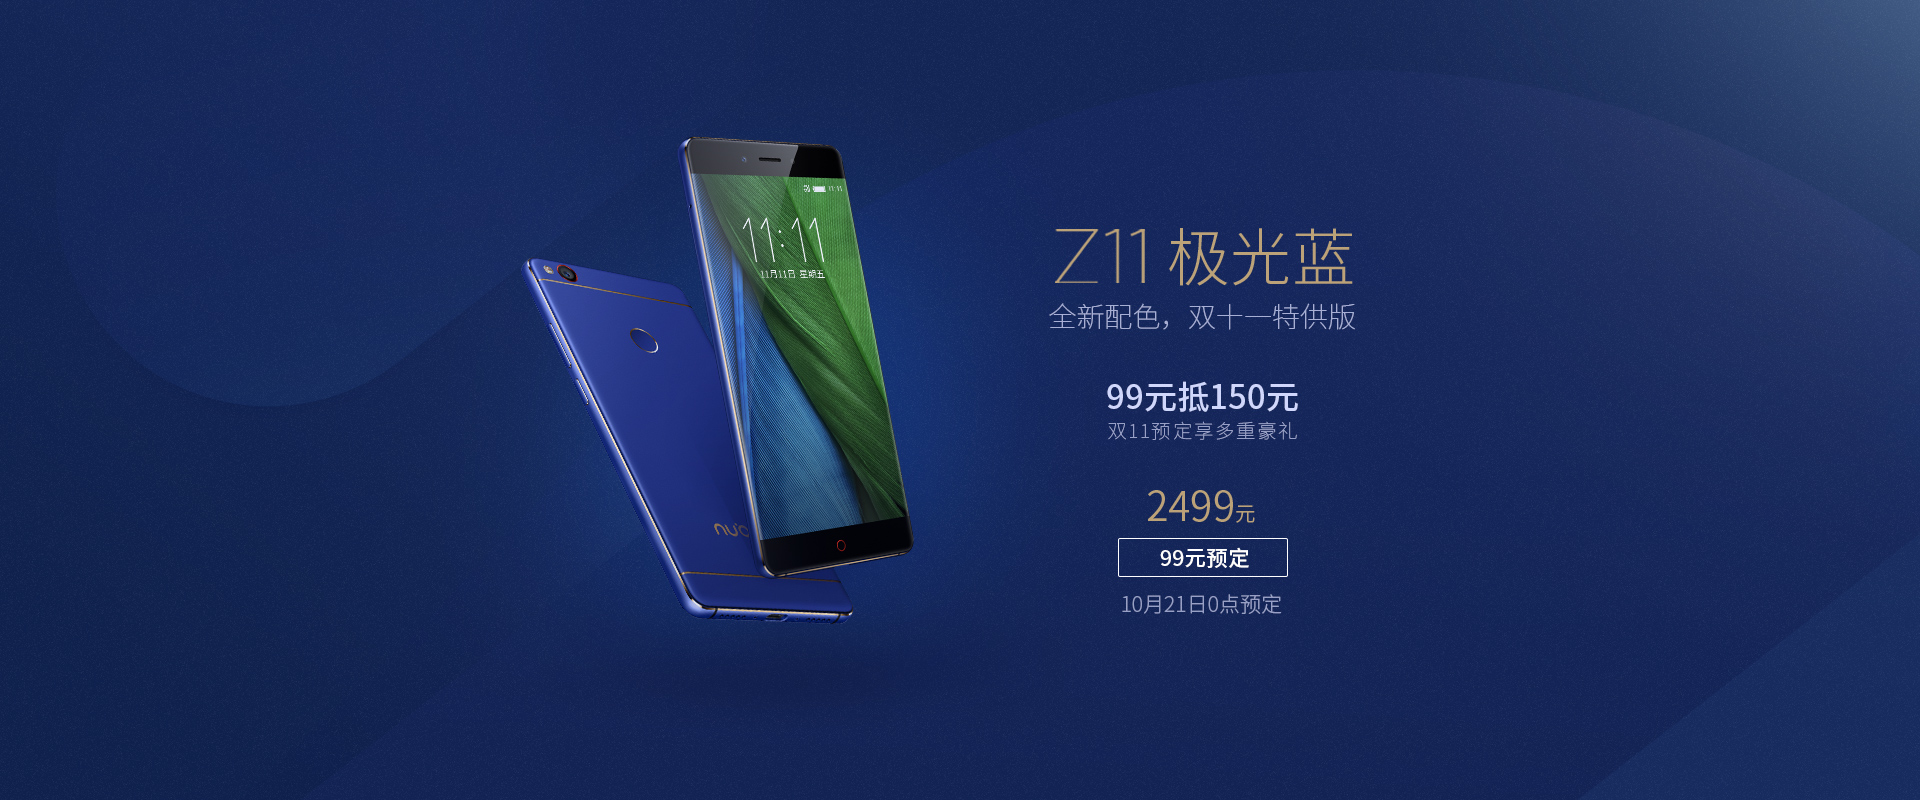 11:11
11:11
11月11日 星期五
Z11 极光蓝
全新配色，双十一特供版
99元抵150元
双11预定享多重豪礼
2499元
99元预定
10月21日0点预定